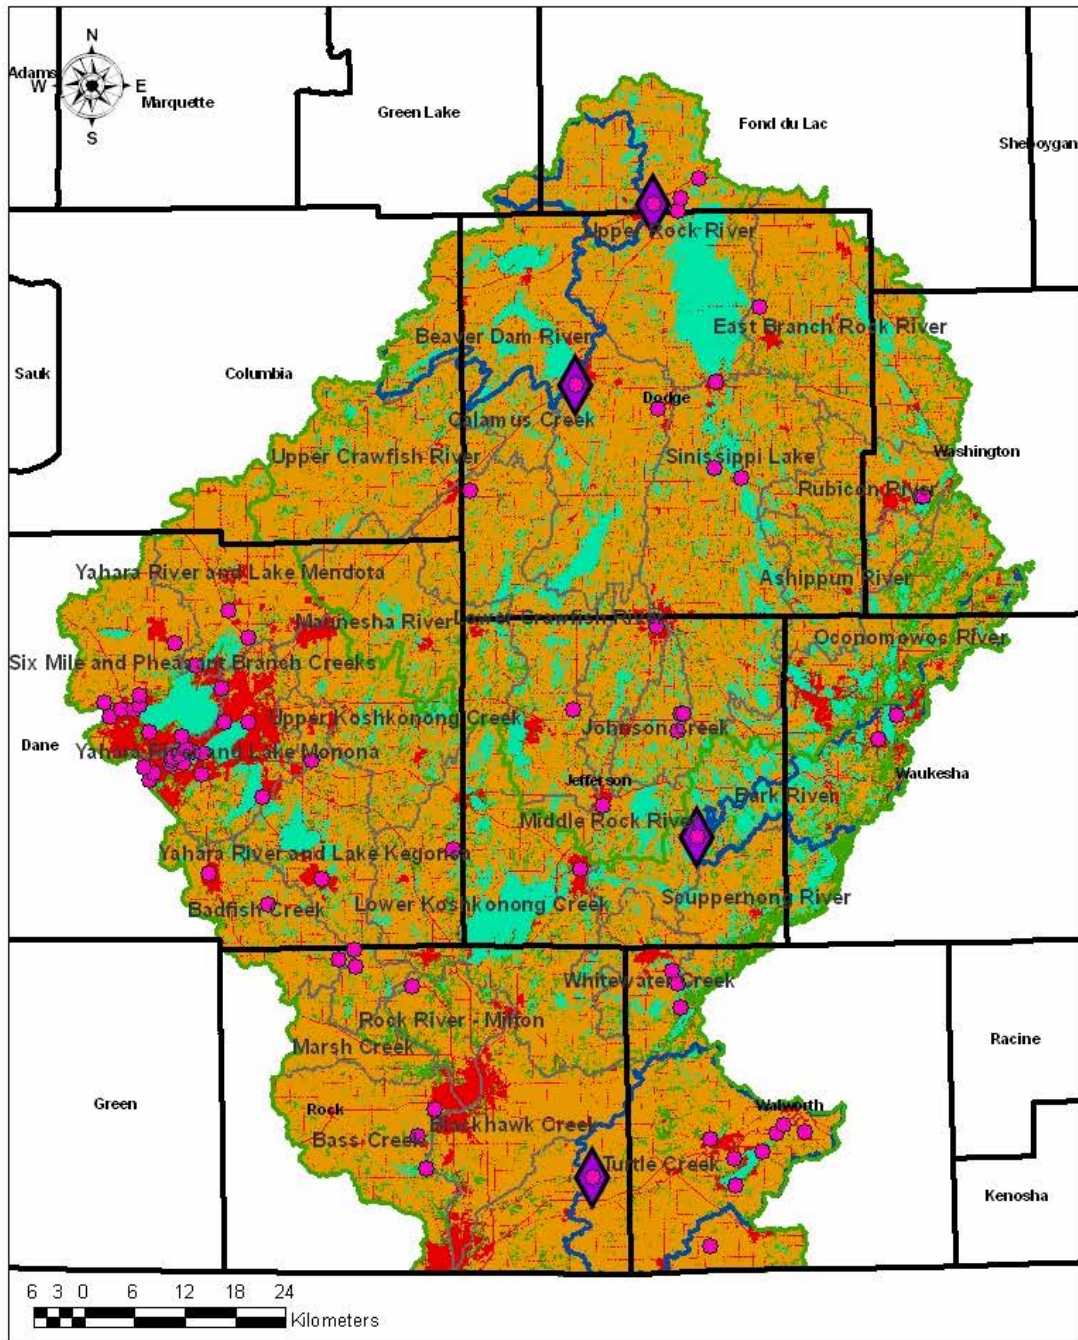 N
Adams
W E
Marquette
S
Green Lake
Fond du Lac
Sheboygan
Upper Rock River
East Branch Rock River
Beaver Dam River
Sauk
Columbia
Dodge
Calamus Creek
Upper Crawfish River
Sinissippi Lake
Washington
Rubicon River
Yahara River and Lake Mendota
Ashippun River
Maunesha River
Lower Crawfish River
Oconomowoc River
Six Mile and Pheasant Branch Creeks
Upper Koshkonong Creek
Johnson Creek
Dane
Yahara River and Lake Monona
Waukesha
Jefferson
Bark River
Middle Rock River
Yahara River and Lake Kegonsa
Scuppernong River
Badfish Creek
Lower Koshkonong Creek
Whitewater Creek
Rock River - Milton
Marsh Creek
Racine
Green
Rock
Walworth
Blackhawk Creek
Bass Creek
Turtle Creek
Kenosha
6 3 0 6 12 18 24
Kilometers